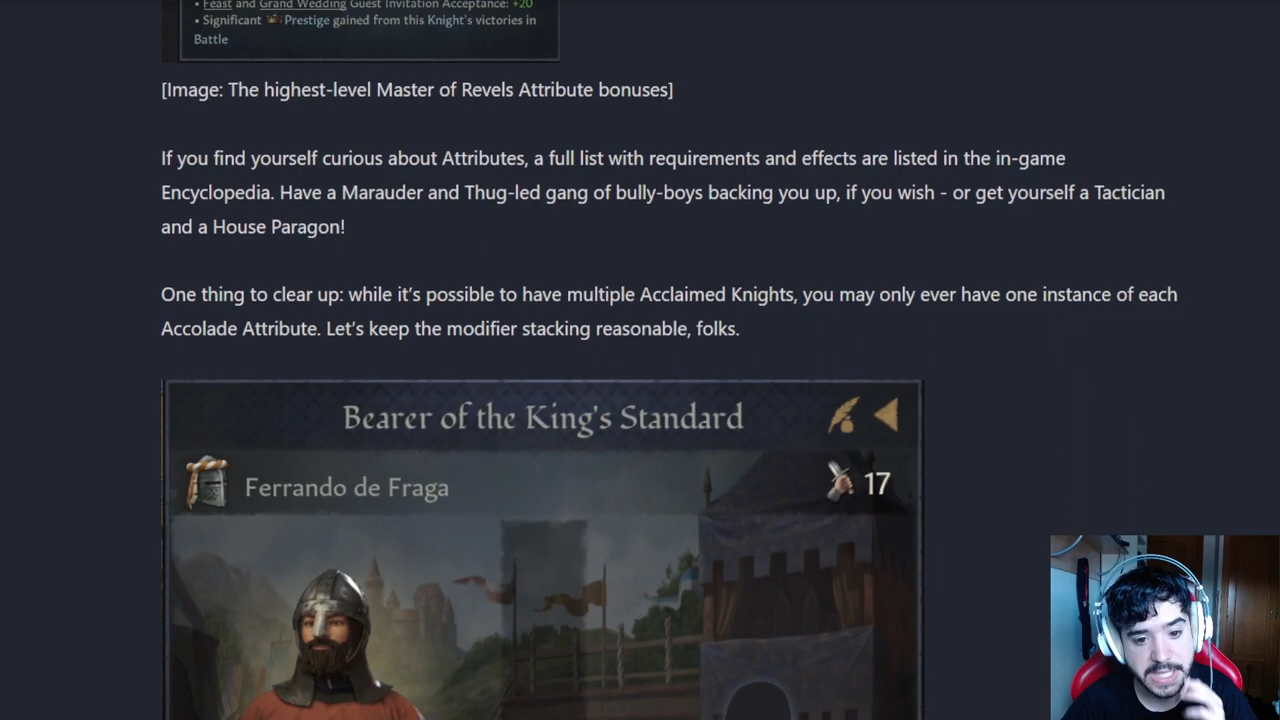 • Feast and Grand Wedding Guest Invitation Acceptance: +20
• Significant Prestige gained from this Knight's victories in
Battle
[Image: The highest-level Master of Revels Attribute bonuses]
If you find yourself curious about Attributes, a full list with requirements and effects are listed in the in-game
Encyclopedia. Have a Marauder and Thug-led gang of bully-boys backing you up, if you wish - or get yourself a Tactician
and a House Paragon!
One thing to clear up: while it’s possible to have multiple Acclaimed Knights, you may only ever have one instance of each
Accolade Attribute. Let’s keep the modifier stacking reasonable, folks.
Bearer of the King's Standard
Ferrando de Fraga 17